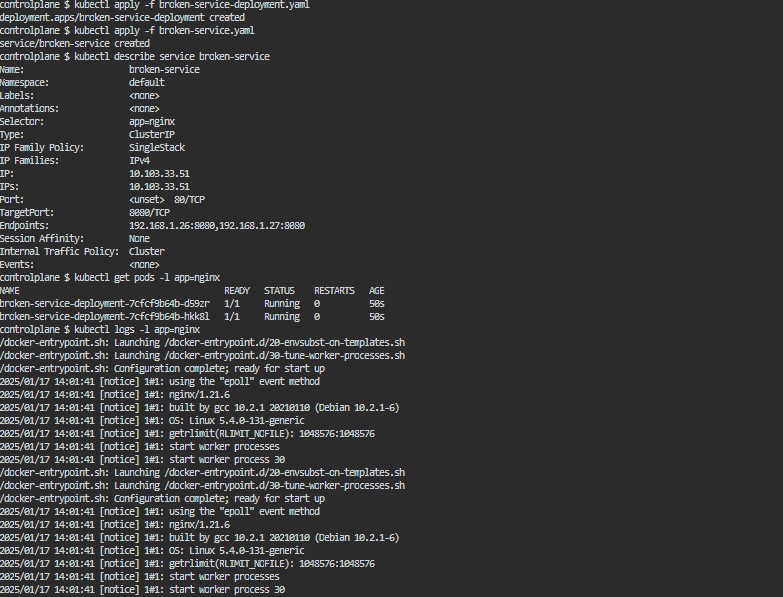 controlplane $ kubectl apply -f broken-service-deployment.yaml
deployment.apps/broken-service-deployment created
controlplane $ kubectl apply -f broken-service.yaml
service/broken-service created
controlplane $ kubectl describe service broken-service
Name:                     broken-service
Namespace:                default
Labels:                   <none>
Annotations:              <none>
Selector:                 app=nginx
Type:                     ClusterIP
IP Family Policy:         SingleStack
IP Families:              IPv4
IP:                       10.103.33.51
IPs:                      10.103.33.51
Port:                     <unset>  80/TCP
TargetPort:               8080/TCP
Endpoints:                192.168.1.26:8080,192.168.1.27:8080
Session Affinity:         None
Internal Traffic Policy:  Cluster
Events:                   <none>
controlplane $ kubectl get pods -l app=nginx
NAME                                         READY   STATUS    RESTARTS   AGE
broken-service-deployment-7cfcf9b64b-d59zr   1/1     Running   0          50s
broken-service-deployment-7cfcf9b64b-hkk8l   1/1     Running   0          50s
controlplane $ kubectl logs -l app=nginx
/docker-entrypoint.sh: Launching /docker-entrypoint.d/20-envsubst-on-templates.sh
/docker-entrypoint.sh: Launching /docker-entrypoint.d/30-tune-worker-processes.sh
/docker-entrypoint.sh: Configuration complete; ready for start up
2025/01/17 14:01:41 [notice] 1#1: using the "epoll" event method
2025/01/17 14:01:41 [notice] 1#1: nginx/1.21.6
2025/01/17 14:01:41 [notice] 1#1: built by gcc 10.2.1 20210110 (Debian 10.2.1-6)
2025/01/17 14:01:41 [notice] 1#1: OS: Linux 5.4.0-131-generic
2025/01/17 14:01:41 [notice] 1#1: getrlimit(RLIMIT_NOFILE): 1048576:1048576
2025/01/17 14:01:41 [notice] 1#1: start worker processes
2025/01/17 14:01:41 [notice] 1#1: start worker process 30
/docker-entrypoint.sh: Launching /docker-entrypoint.d/20-envsubst-on-templates.sh
/docker-entrypoint.sh: Launching /docker-entrypoint.d/30-tune-worker-processes.sh
/docker-entrypoint.sh: Configuration complete; ready for start up
2025/01/17 14:01:41 [notice] 1#1: using the "epoll" event method
2025/01/17 14:01:41 [notice] 1#1: nginx/1.21.6
2025/01/17 14:01:41 [notice] 1#1: built by gcc 10.2.1 20210110 (Debian 10.2.1-6)
2025/01/17 14:01:41 [notice] 1#1: OS: Linux 5.4.0-131-generic
2025/01/17 14:01:41 [notice] 1#1: getrlimit(RLIMIT_NOFILE): 1048576:1048576
2025/01/17 14:01:41 [notice] 1#1: start worker processes
2025/01/17 14:01:41 [notice] 1#1: start worker process 30